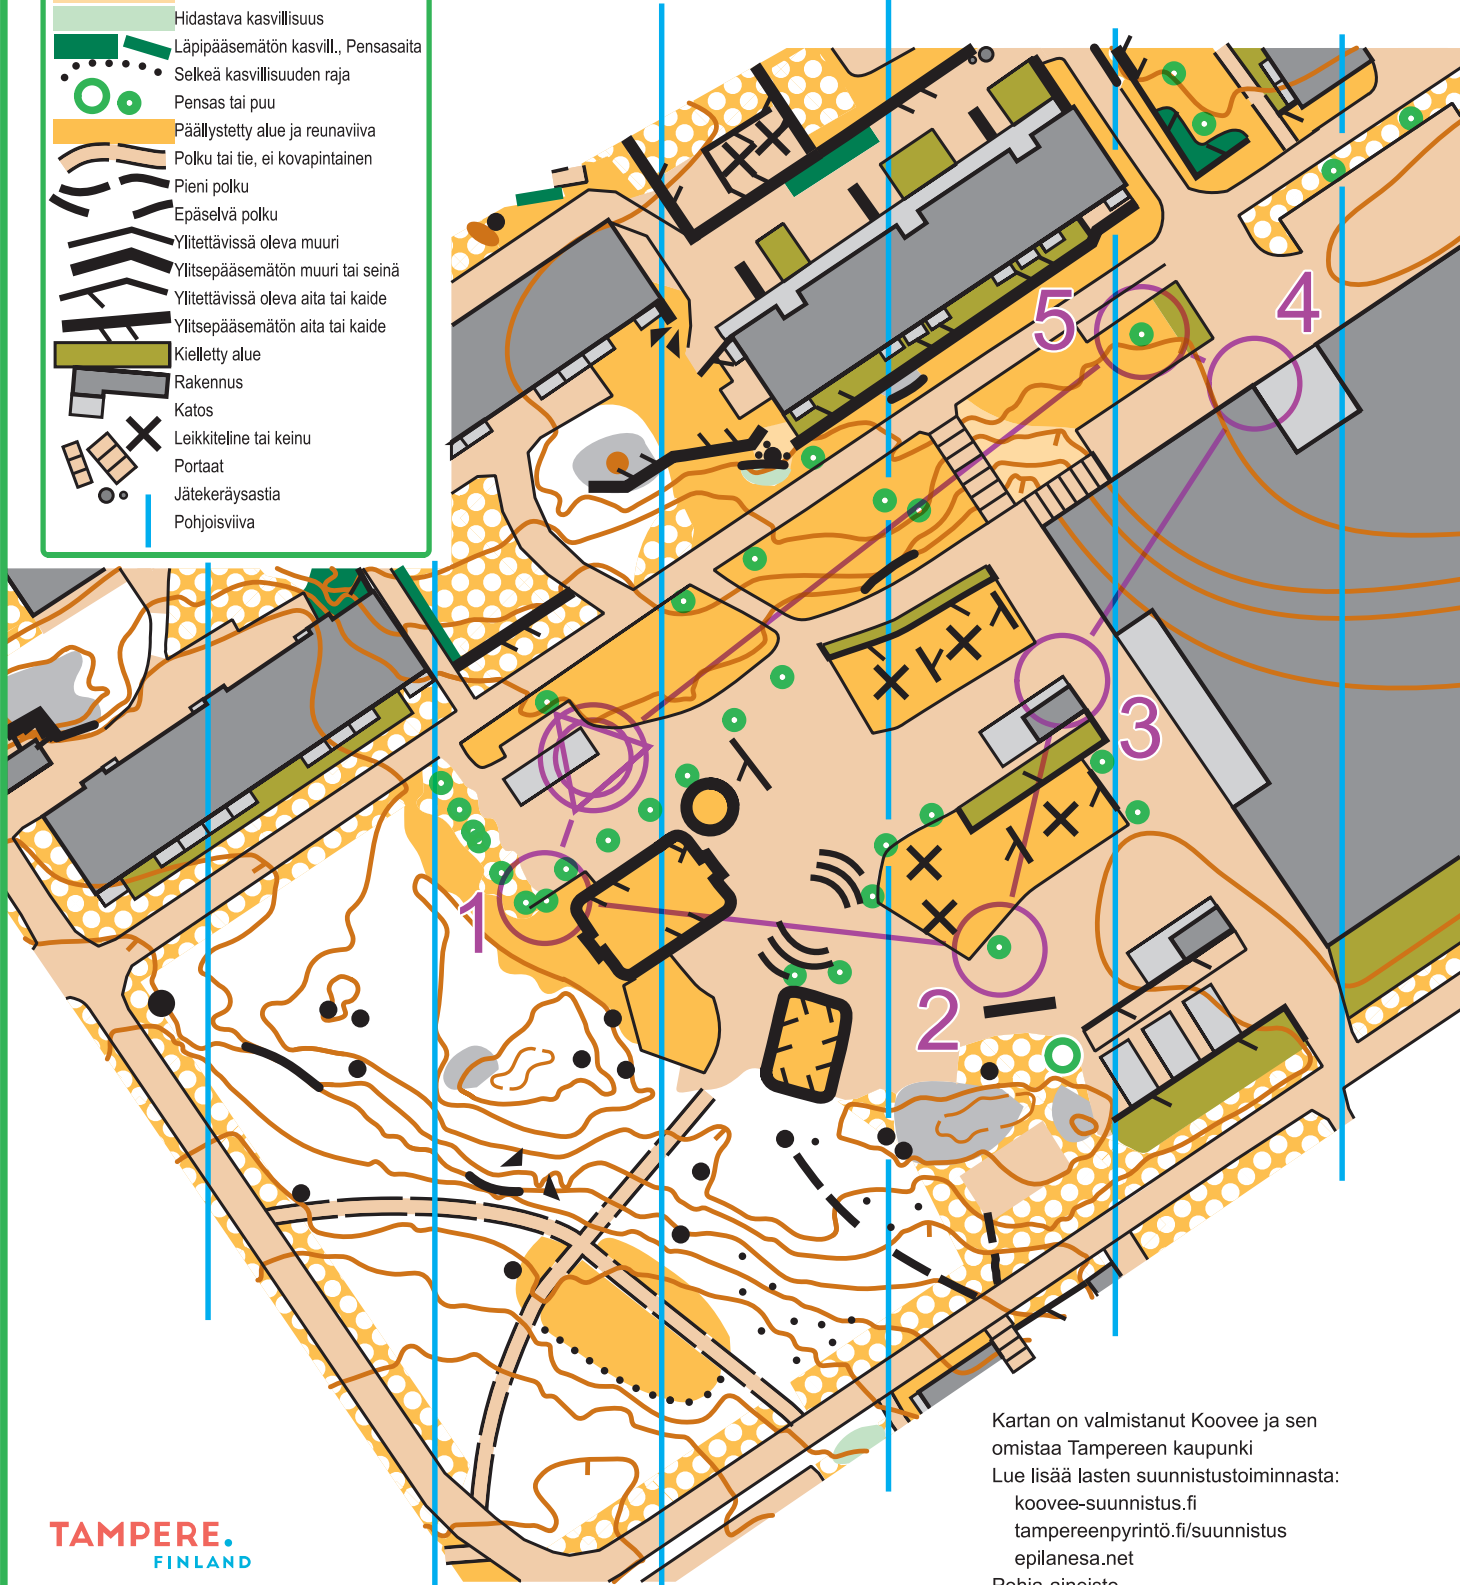 Hidastava kasvillisuus
Läpipääsemätön kasvill., Pensasaita
Selkeä kasvillisuuden raja
Pensas tai puu
Päällystetty alue ja reunaviiva
Polku tai tie, ei kovapintainen
Pieni polku
Epäselvä polku
Ylitettävissä oleva muuri
Ylitsepääsemätön muuri tai seinä
Ylitettävissä oleva aita tai kaide
Ylitsepääsemätön aita tai kaide
Kielletty alue
Rakennus
Katos
Leikkiteline tai keinu
Portaat
Jätekeräysastia
Pohjoisviiva
5
4
3
1
2
Kartan on valmistanut Koovee ja sen
omistaa Tampereen kaupunki
Lue lisää lasten suunnistustoiminnasta:
koovee-suunnistus.fi
tampereenpyrintö.fi/suunnistus
epilanesa.net
Pohja-aineisto
TAMPERE.
FINLAND